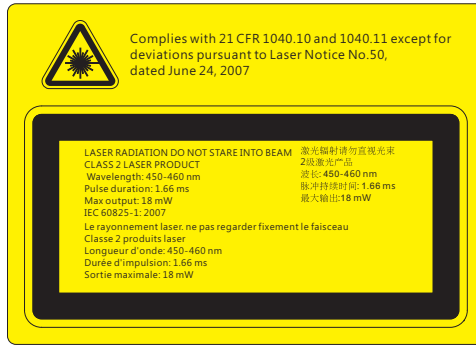 Complies with 21 CFR 1040.10 and 1040.11 except for
deviations pursuant to Laser Notice No.50,
dated June 24, 2007
LASER RADIATION DO NOT STARE INTO BEAM
CLASS 2 LASER PRODUCT
Wavelength: 450-460 nm
Pulse duration: 1.66 ms
Max output: 18 mW
IEC 60825-1: 2007
激光辐射请勿直视光束
2级激光产品
波长: 450-460 nm
脉冲持续时间: 1.66 ms
最大输出:18 mW
Le rayonnement laser. ne pas regarder fixement le faisceau
Classe 2 produits laser
Longueur d'onde: 450-460 nm
Durée d'impulsion: 1.66 ms
Sortie maximale: 18 mW